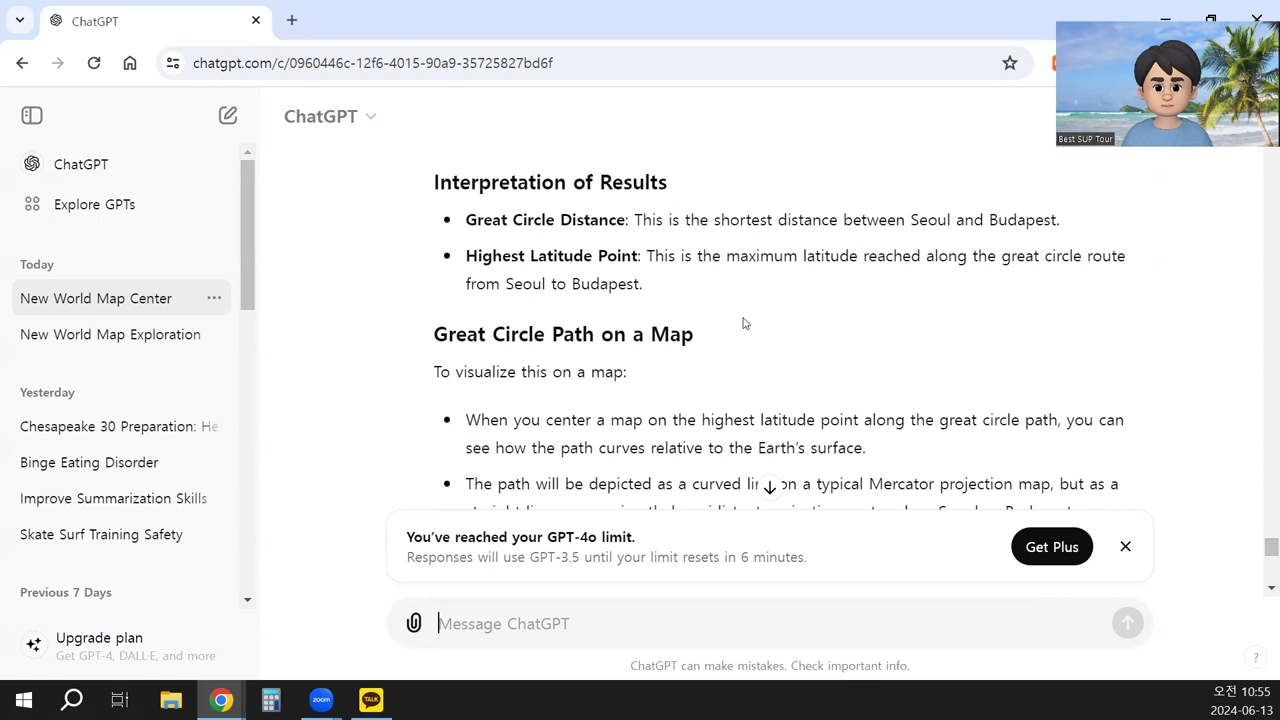 ChatGPT
chatgpt.com/c/0960446c-12f6-4015-90a9-35725827bd6f
Best SUP Tour
ChatGPT
ChatGPT
Explore GPTs
Today
New World Map Center
New World Map Exploration
Yesterday
Chesapeake 30 Preparation: He
Binge Eating Disorder
Improve Summarization Skills
Skate Surf Training Safety
Previous 7 Days
Upgrade plan
Get GPT-4, DALL·E, and more
Interpretation of Results
Great Circle Distance: This is the shortest distance between Seoul and Budapest.
Highest Latitude Point: This is the maximum latitude reached along the great circle route
from Seoul to Budapest.
Great Circle Path on a Map
To visualize this on a map:
When you center a map on the highest latitude point along the great circle path, you can
see how the path curves relative to the Earth's surface.
The path will be depicted as a curved on a typical Mercator projection map, but as a
You've reached your GPT-4o limit.
Responses will use GPT-3.5 until your limit resets in 6 minutes.
Get Plus
Message ChatGPT
ChatGPT can make mistakes. Check important info.
?
zoom
TALK
오전 10:55
2024-06-13